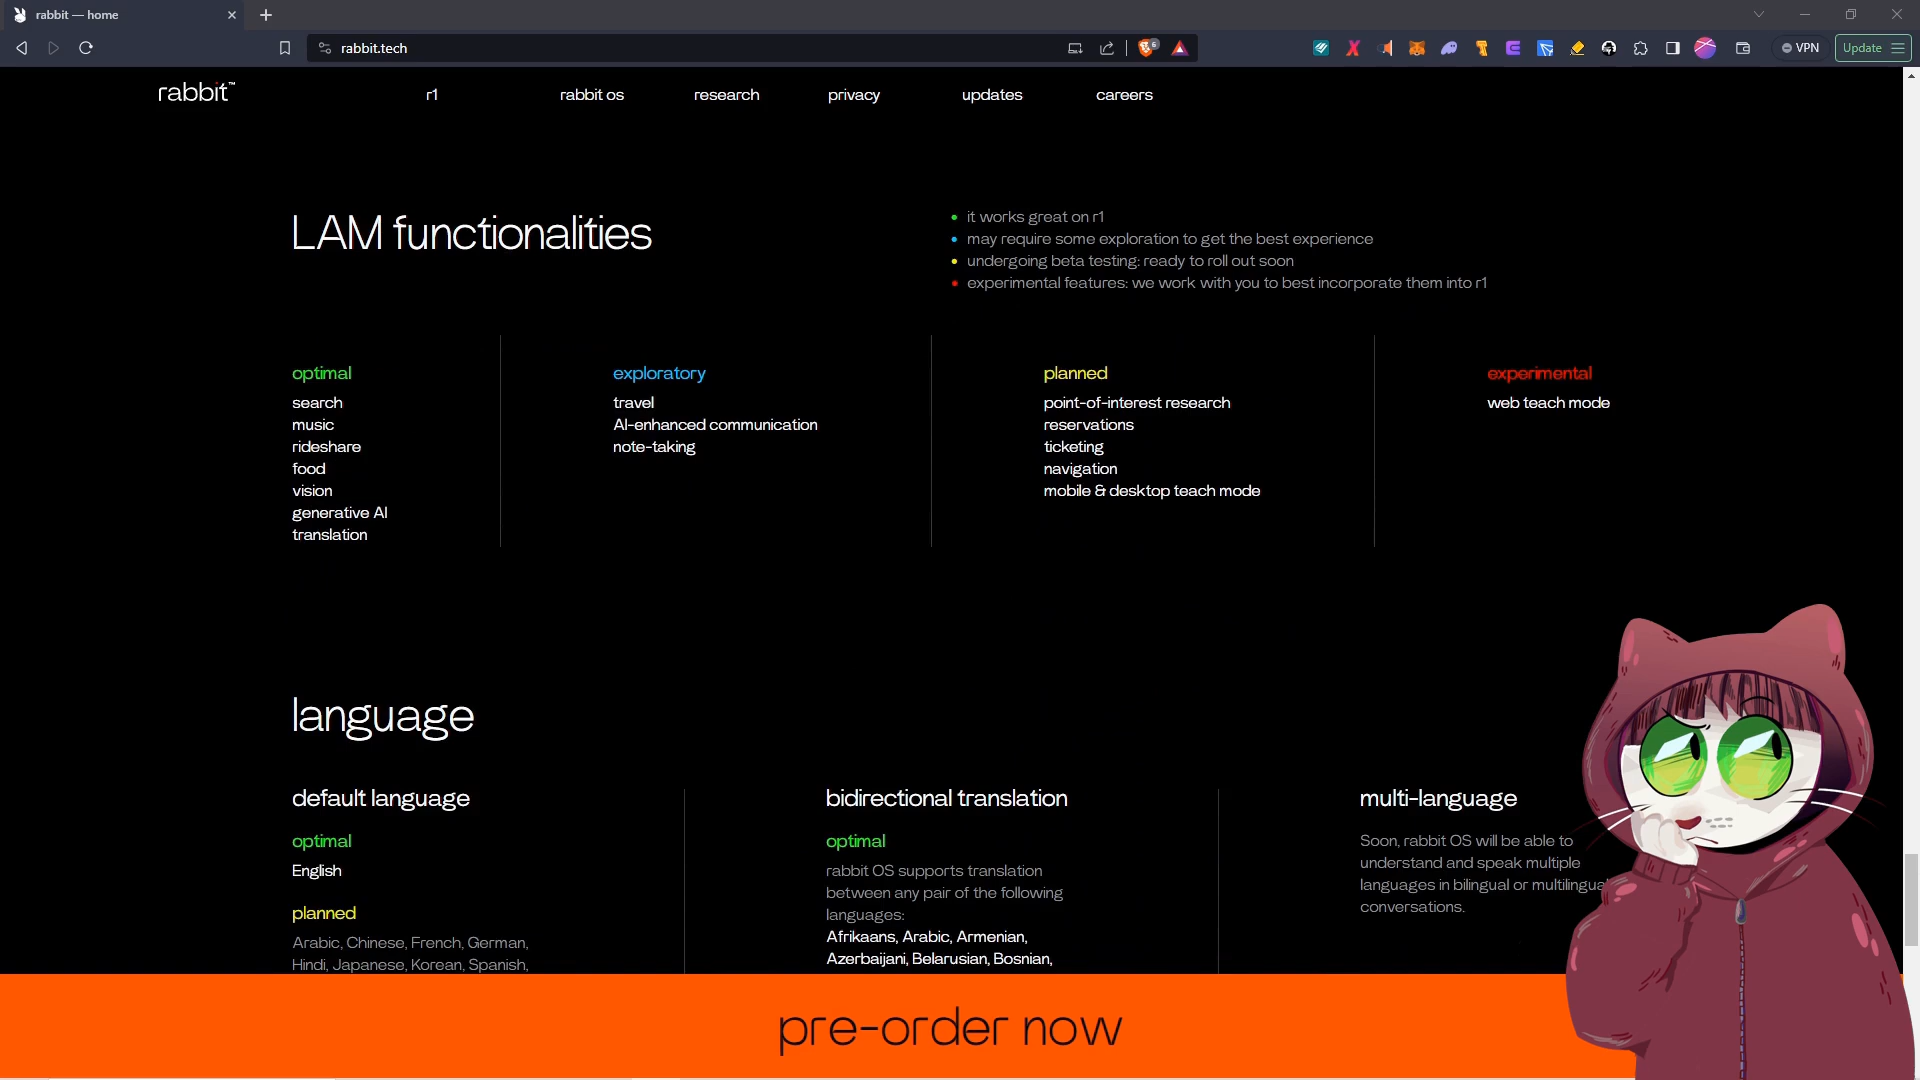 rabbit — home
rabbit.tech
6
VPN
Update
rabbit™
r1
rabbit os
research
privacy
updates
careers
LAM functionalities
it works great on r1
may require some exploration to get the best experience
undergoing beta testing: ready to roll out soon
experimental features: we work with you to best incorporate them into r1
optimal
search
music
rideshare
food
vision
generative AI
translation
exploratory
travel
AI-enhanced communication
note-taking
planned
point-of-interest research
reservations
ticketing
navigation
mobile & desktop teach mode
experimental
web teach mode
language
default language
optimal
English
planned
Arabic, Chinese, French, German,
Hindi, Japanese, Korean, Spanish,
bidirectional translation
optimal
rabbit OS supports translation
between any pair of the following
languages:
Afrikaans, Arabic, Armenian,
Azerbaijani, Belarusian, Bosnian,
multi-language
Soon, rabbit OS will be able to
understand and speak multiple
languages in bilingual or multilingual
conversations.
pre-order now